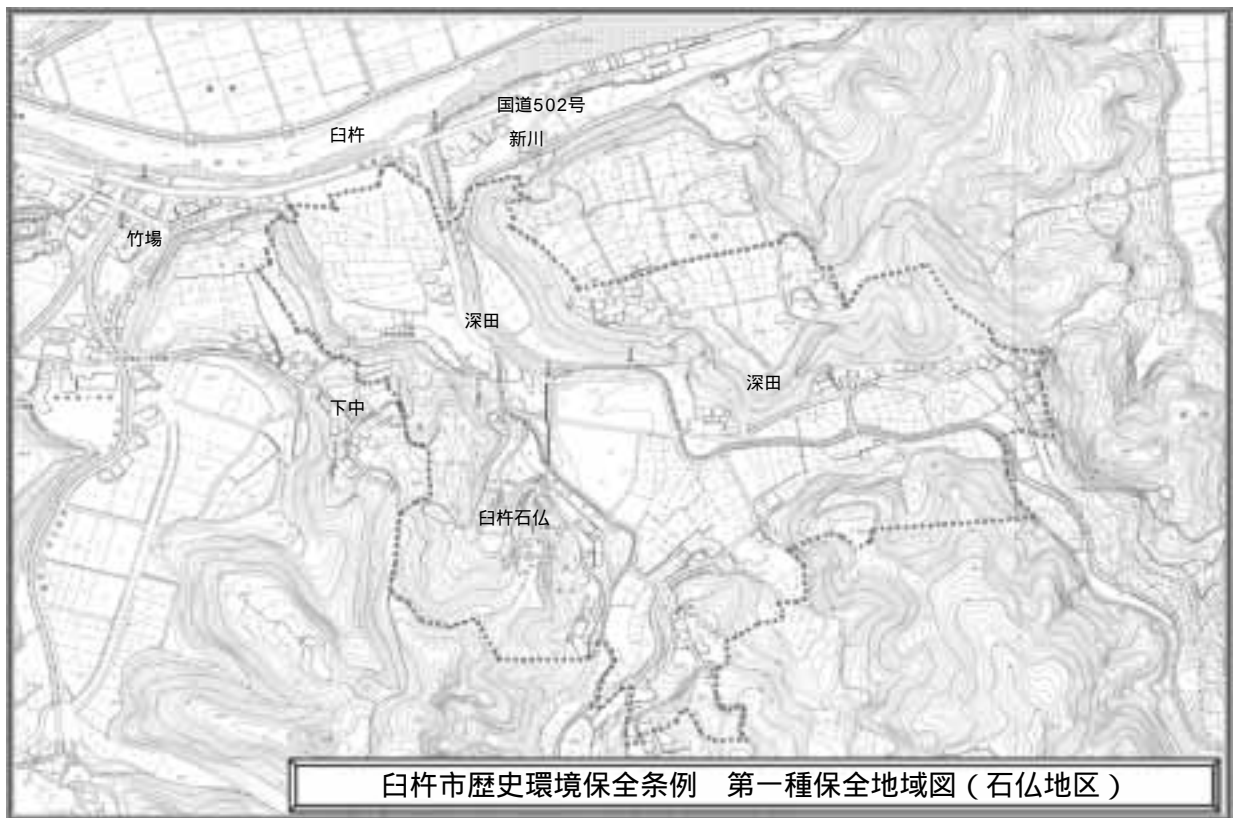 国道502号
臼杵
新川
竹場
深田
深田
下中
臼杵石仏
臼杵市歴史環境保全条例 第一種保全地域図（石仏地区）